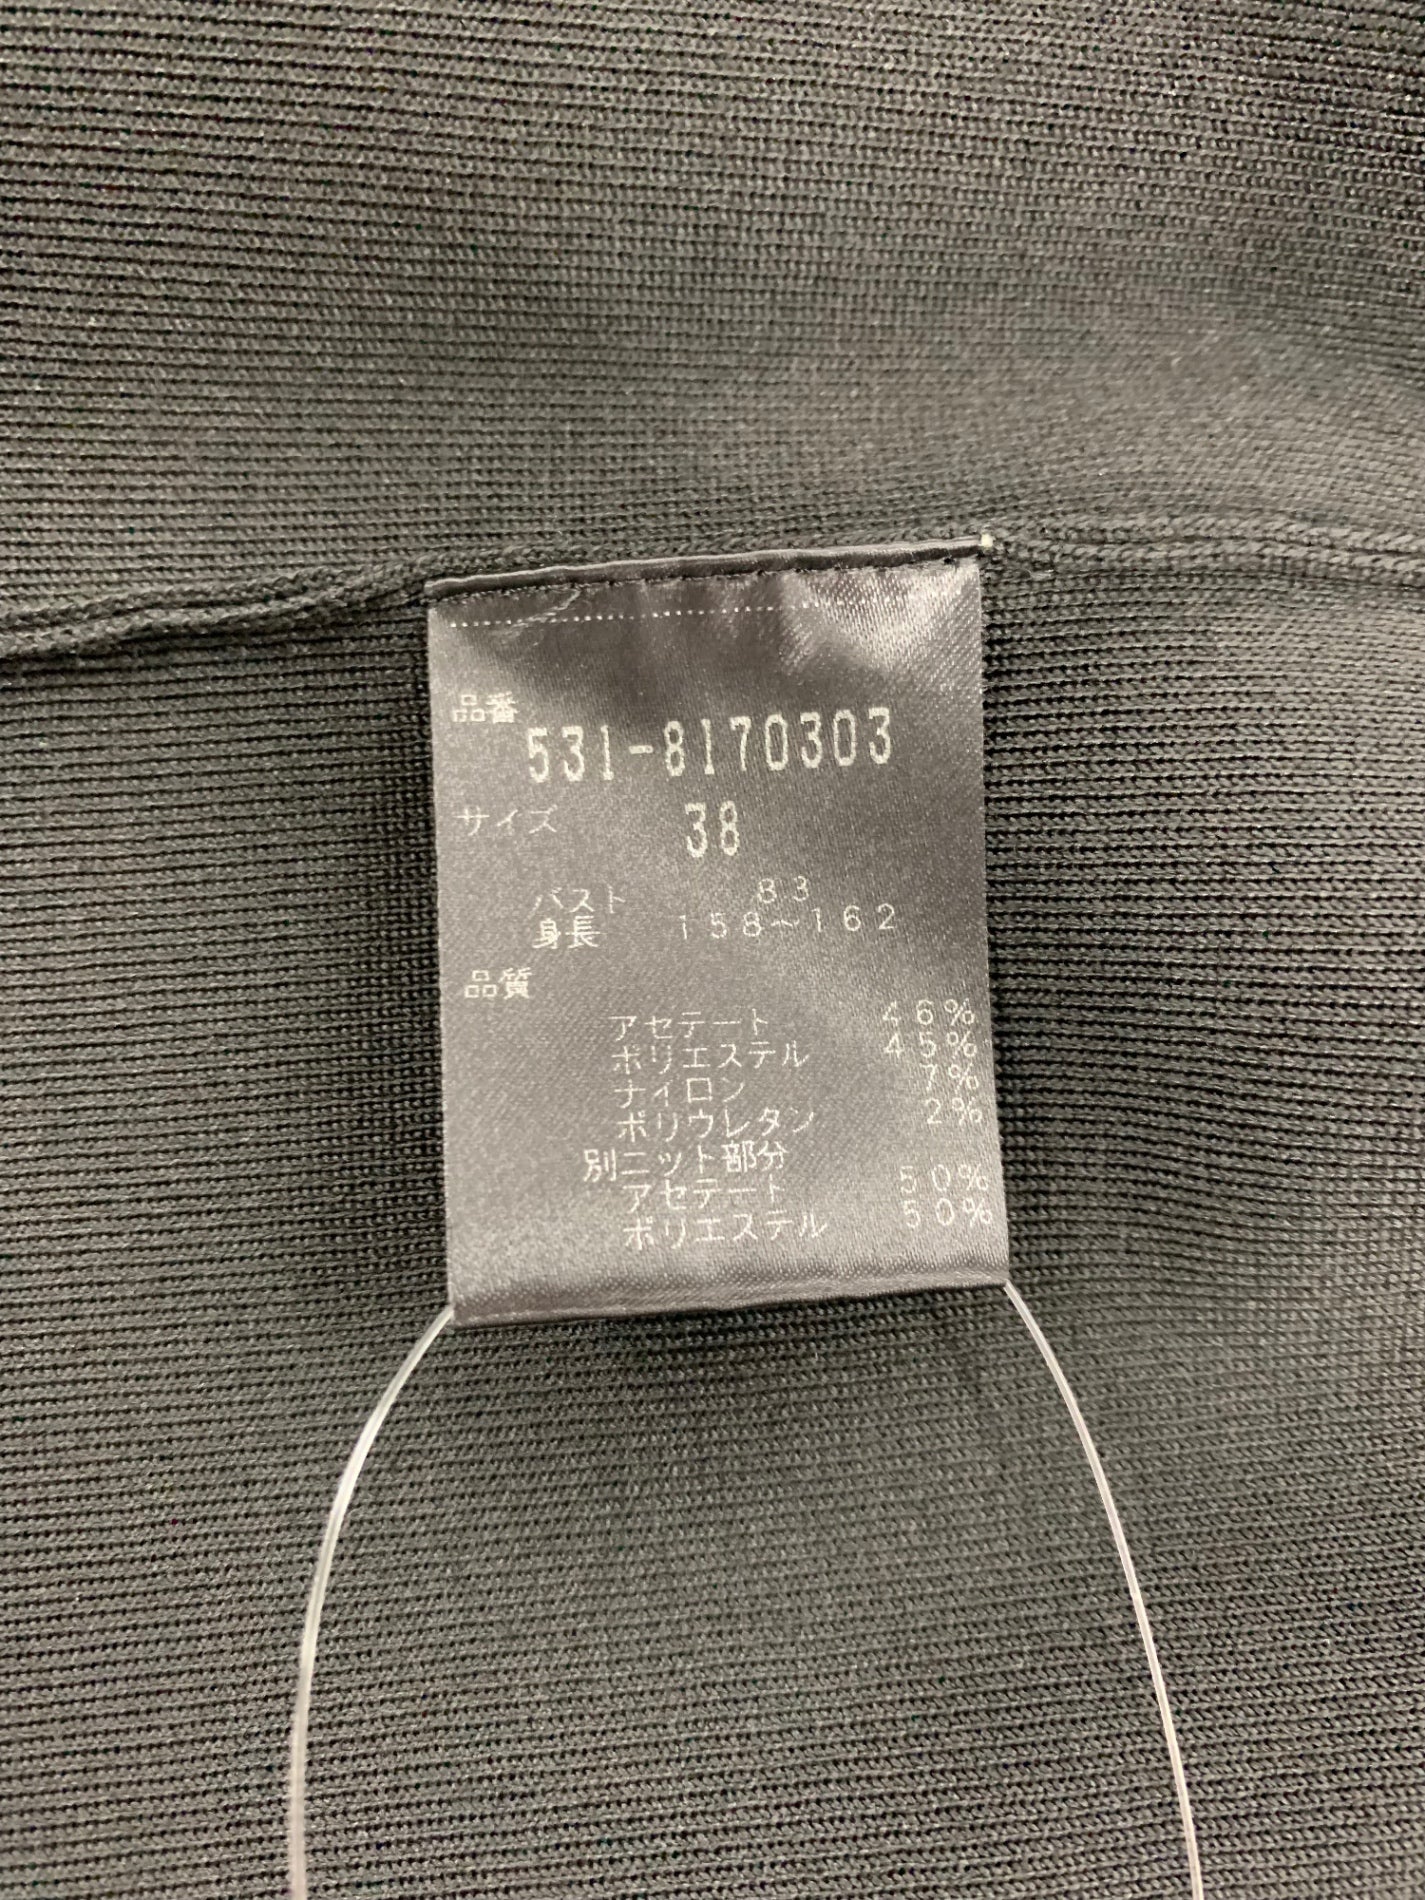 品番
531-8170303
サイズ 38
バスト 83
身長 158~162
品質
アセテート 46%
ポリエステル 45%
ナイロン 7%
ポリウレタン 2%
別ニット部分
アセテート 50%
ポリエステル 50%